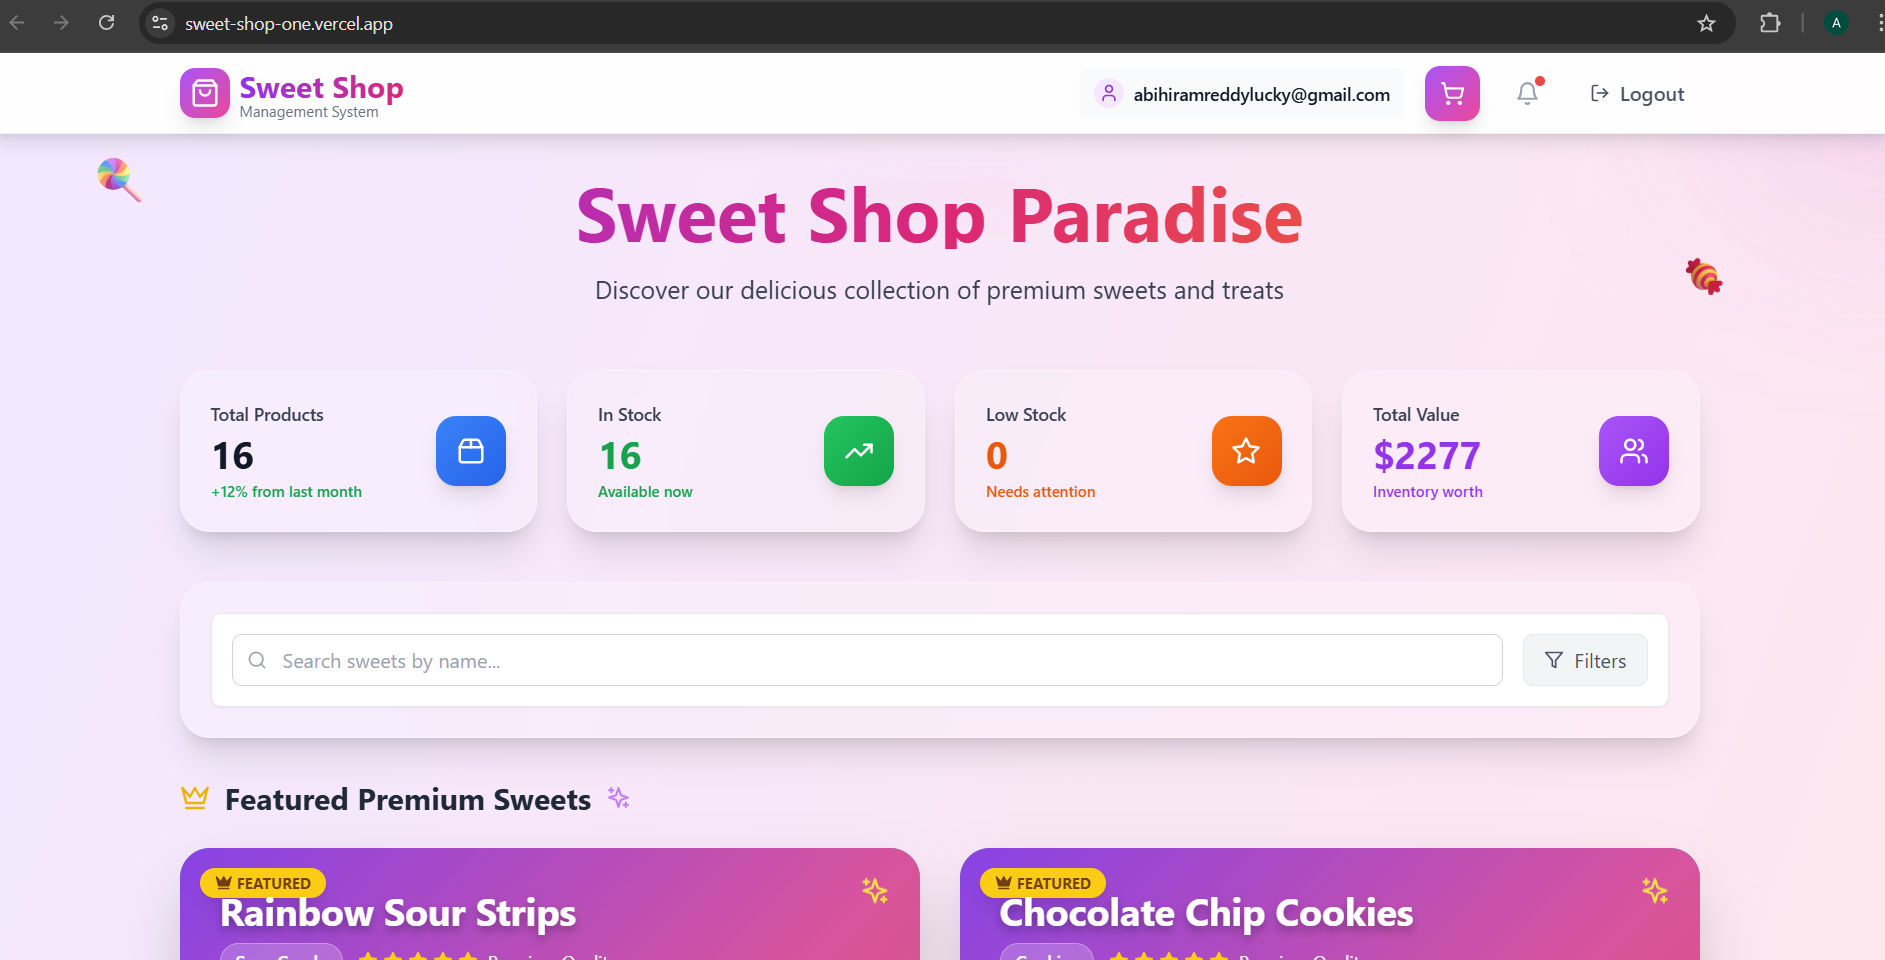 sweet-shop-one.vercel.app
A
Sweet Shop
Management System
abihiramreddylucky@gmail.com
Logout
Sweet Shop Paradise
Discover our delicious collection of premium sweets and treats
Total Products
16
+12% from last month
In Stock
16
Available now
Low Stock
0
Needs attention
Total Value
$2277
Inventory worth
Search sweets by name...
Filters
Featured Premium Sweets
FEATURED
Rainbow Sour Strips
FEATURED
Chocolate Chip Cookies